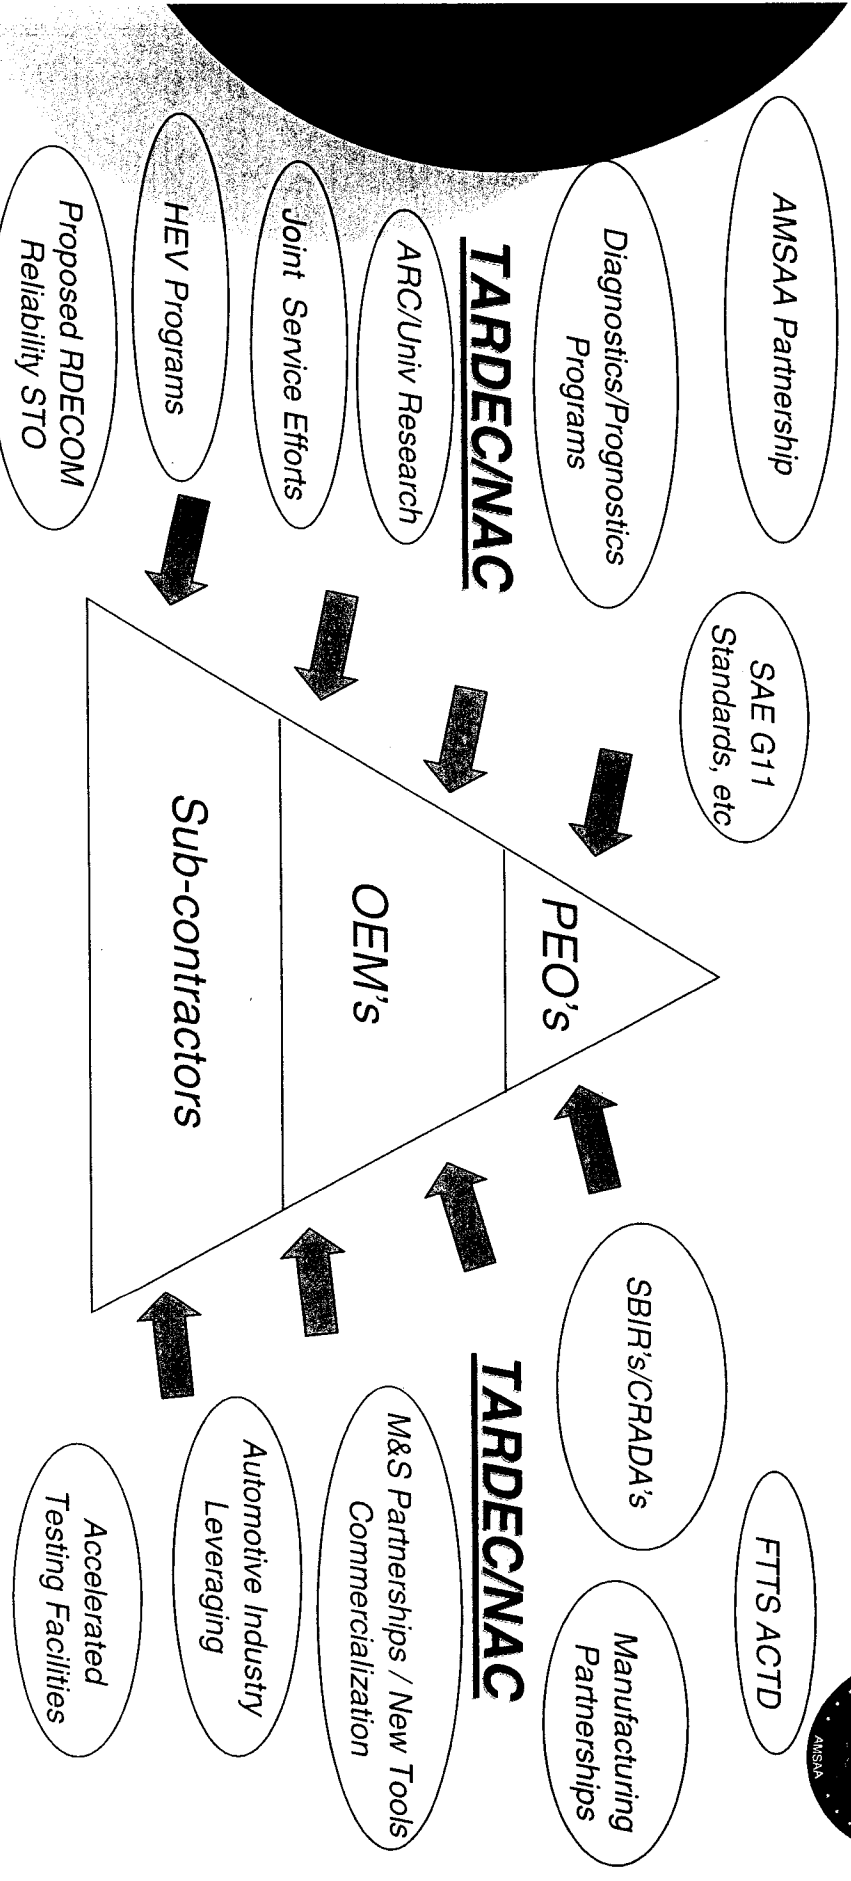 AMSAA Partnership
SAE G11
Standards, etc
Diagnostics/Prognostics
Programs
TARDEC/NAC
ARC/Univ Research
Joint Service Efforts
HEV Programs
Proposed RDECOM
Reliability STO
PEO's
OEM's
Sub-contractors
FTTS ACTD
AMSAA
SBIR's/CRADA's
Manufacturing
Partnerships
TARDEC/NAC
M&S Partnerships / New Tools
Commercialization
Automotive Industry
Leveraging
Accelerated
Testing Facilities